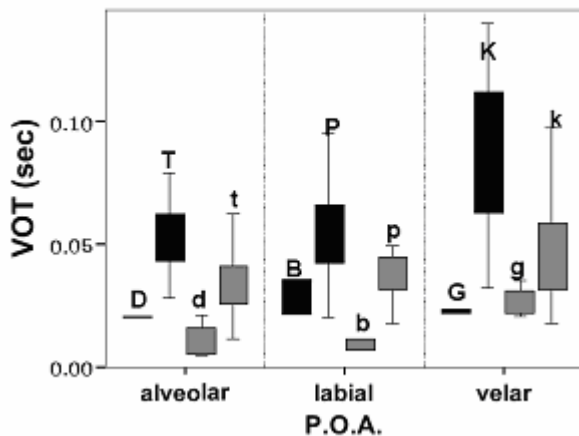 VOT (sec)
0.10
0.05
0.00
T
t
D
d
P
B
p
b
K
k
G
g
alveolar labial velar
P.O.A.